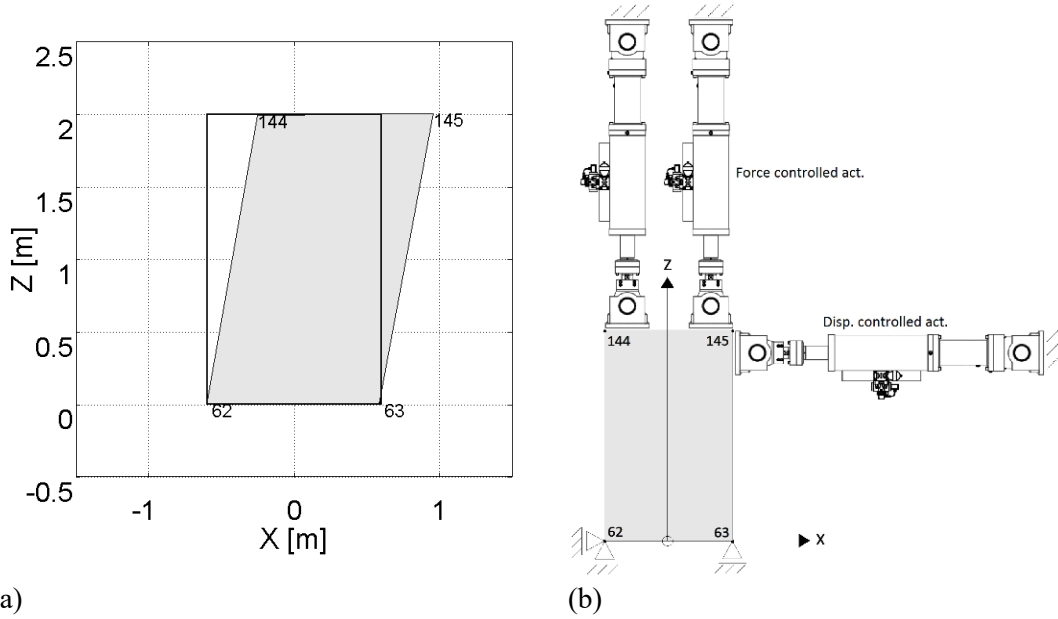 2.5
2
1.5
1
0.5
0
-0.5
Z [m]
144
145
62
63
-1
0
1
X [m]
a)
Force controlled act.
Z
Disp. controlled act.
144
145
62
63
X
(b)